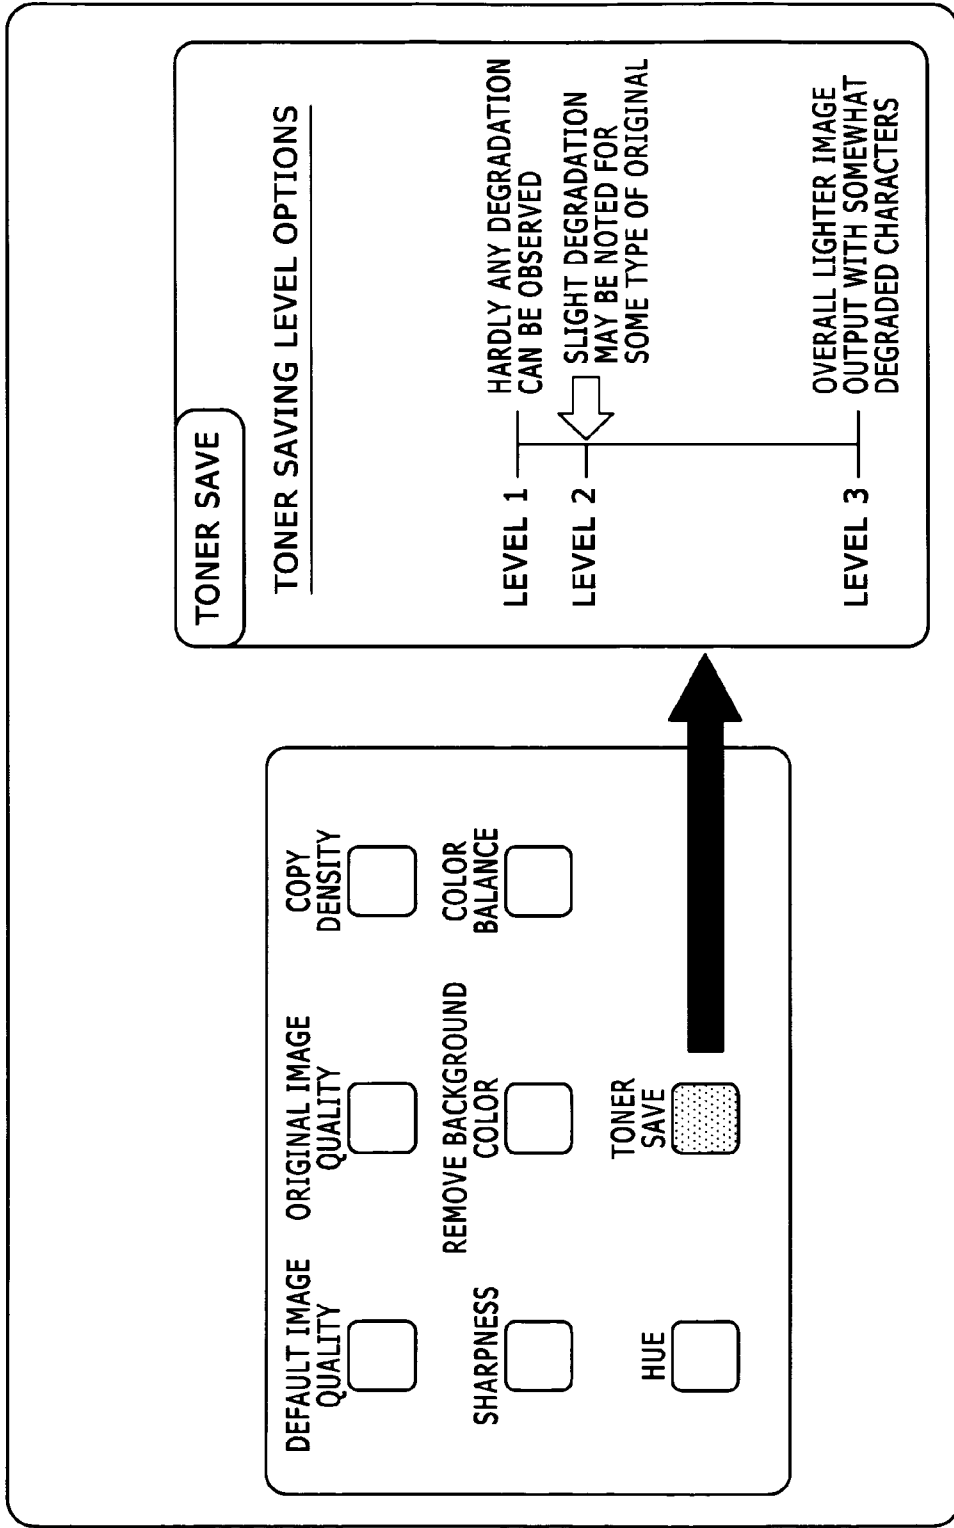 DEFAULT IMAGE
QUALITY
ORIGINAL IMAGE
QUALITY
COPY
DENSITY
SHARPNESS
REMOVE BACKGROUND
COLOR
COLOR
BALANCE
HUE
TONER
SAVE
TONER SAVE
TONER SAVING LEVEL OPTIONS
LEVEL 1
HARDLY ANY DEGRADATION
CAN BE OBSERVED
LEVEL 2
SLIGHT DEGRADATION
MAY BE NOTED FOR
SOME TYPE OF ORIGINAL
LEVEL 3
OVERALL LIGHTER IMAGE
OUTPUT WITH SOMEWHAT
DEGRADED CHARACTERS